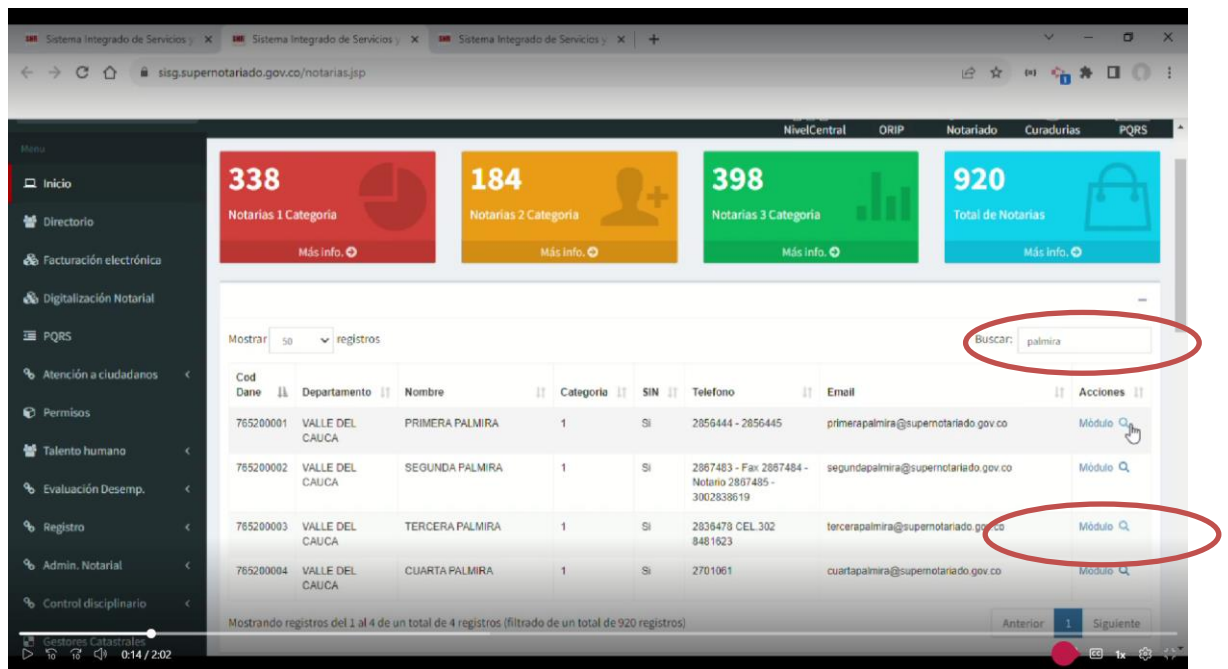 Sistema Integrado de Servicios y
Sistema Integrado de Servicios y
Sistema Integrado de Servicios y
sisg.supernotariado.gov.co/notarias.jsp
NivelCentral ORIP Notariado Curadurias PQRS
Menu
Inicio
Directorio
Facturación electrónica
Digitalización Notarial
PQRS
Atención a ciudadanos
Permisos
Talento humano
Evaluación Desemp.
Registro
Admin. Notarial
Control disciplinario
Gestores Catastrales
338
Notarias 1 Categoria
Más info.
184
Notarias 2 Categoria
Más info.
398
Notarias 3 Categoria
Más info.
920
Total de Notarias
Más info.
Mostrar 50 registros
Buscar: palmira
Cod Dane Departamento Nombre Categoria SIN Telefono Email Acciones
765200001 VALLE DEL CAUCA PRIMERA PALMIRA 1 Si 2856444 - 2856445 primerapalmira@supernotariado.gov.co Módulo
765200002 VALLE DEL CAUCA SEGUNDA PALMIRA 1 Si 2867483 - Fax 2867484 - Notario 2867485 - 3002838619 segundapalmira@supernotariado.gov.co Módulo
765200003 VALLE DEL CAUCA TERCERA PALMIRA 1 Si 2836478 CEL.302 8481623 tercerapalmira@supernotariado.gov.co Módulo
765200004 VALLE DEL CAUCA CUARTA PALMIRA 1 Si 2701061 cuartapalmira@supernotariado.gov.co Módulo
Mostrando registros del 1 al 4 de un total de 4 registros (filtrado de un total de 920 registros)
Anterior 1 Siguiente
10 10 0:14 / 2:02 CC 1x